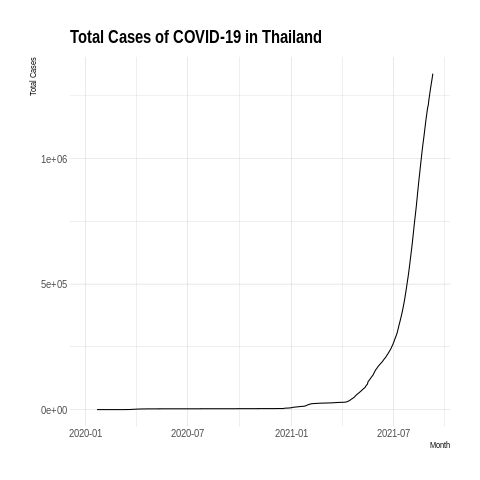 Total Cases of COVID-19 in Thailand
Total Cases
1e+06
5e+05
0e+00
2020-01 2020-07 2021-01 2021-07
Month